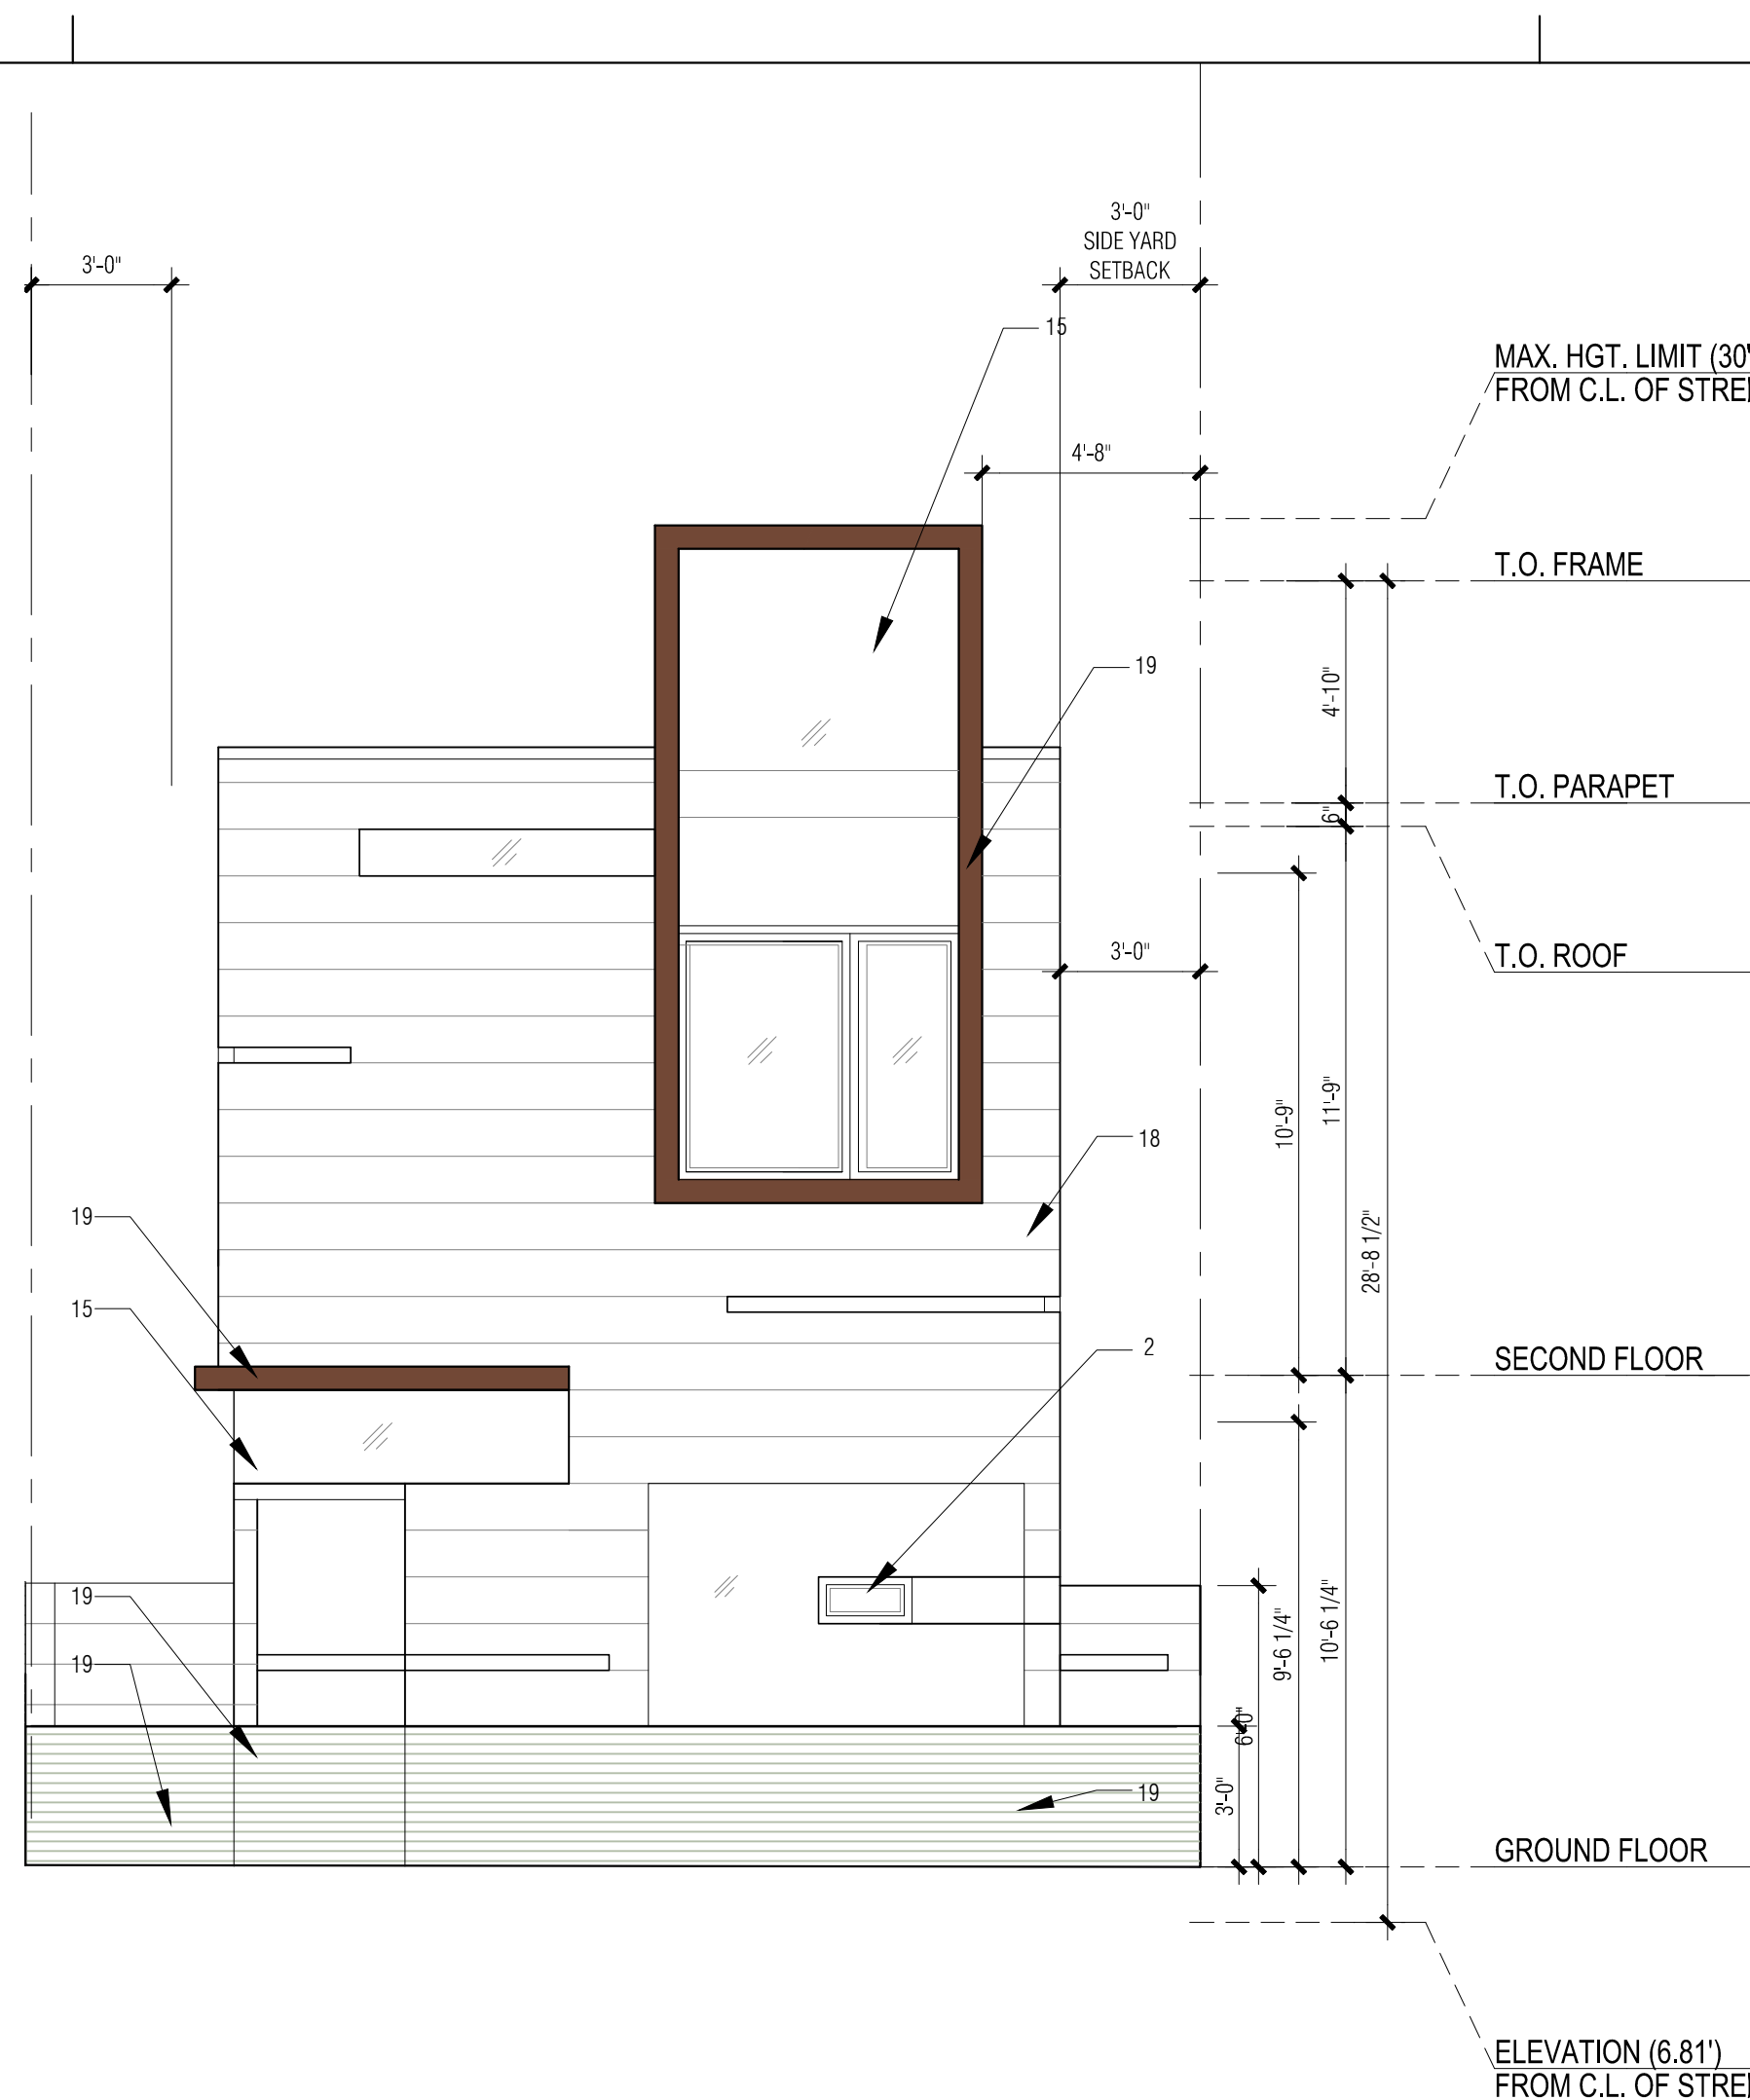 3'-0"
SIDE YARD
SETBACK
3'-0"
15
MAX. HGT. LIMIT (30'
FROM C.L. OF STREE
4'-8"
T.O. FRAME
19
4'-10"
T.O. PARAPET
6"
3'-0"
T.O. ROOF
10'-9"
11'-9"
18
19
28'-8 1/2"
15
2
SECOND FLOOR
19
9'-6 1/4"
10'-6 1/4"
19
6'-0"
19
3'-0"
GROUND FLOOR
ELEVATION (6.81')
FROM C.L. OF STREE